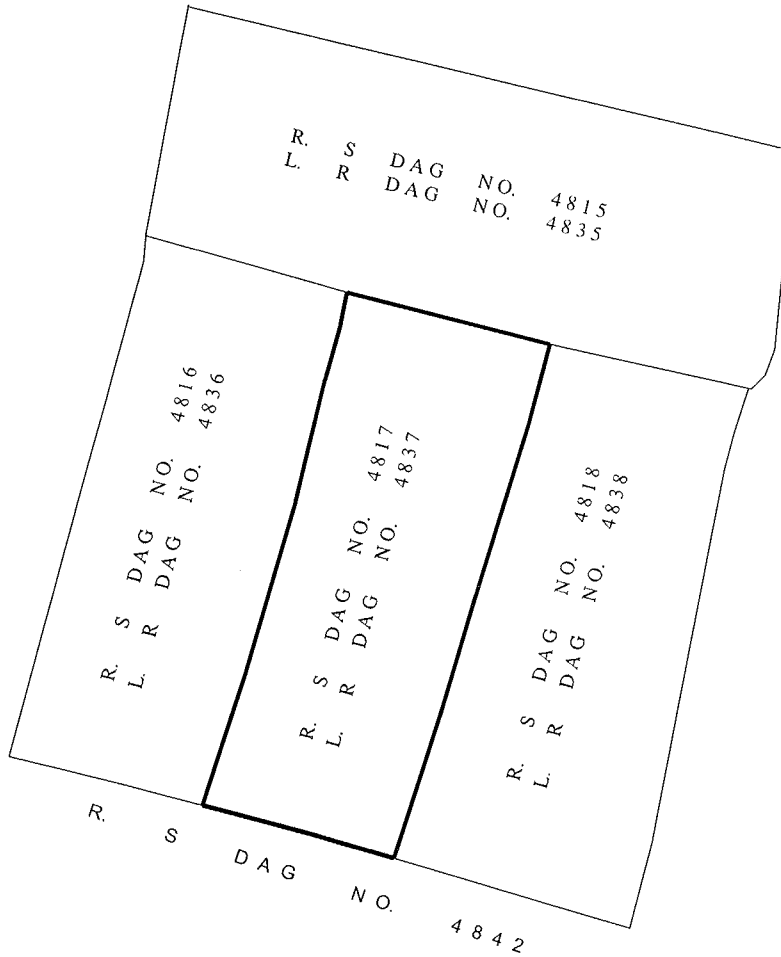 R. S DAG NO. 4815
L. R DAG NO. 4835
R. S DAG NO. 4816
L. R DAG NO. 4836
R. S DAG NO. 4817
L. R DAG NO. 4837
R. S DAG NO. 4818
L. R DAG NO. 4838
R. S DAG NO. 4842